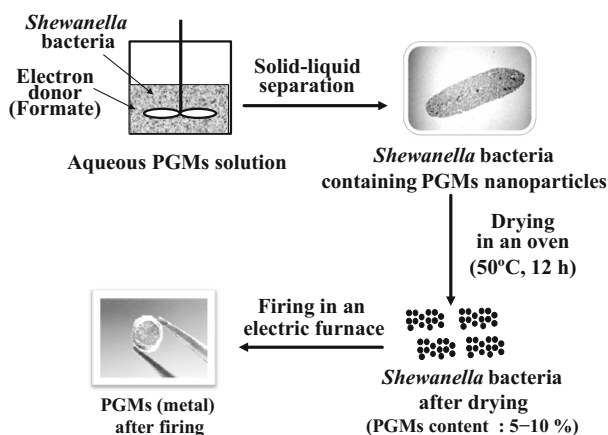 Shewanella
bacteria
Electron
donor
(Formate)
Aqueous PGMs solution
Solid-liquid
separation
Shewanella bacteria
containing PGMs nanoparticles
Drying
in an oven
(50ºC, 12 h)
Shewanella bacteria
after drying
(PGMs content : 5−10 %)
Firing in an
electric furnace
PGMs (metal)
after firing